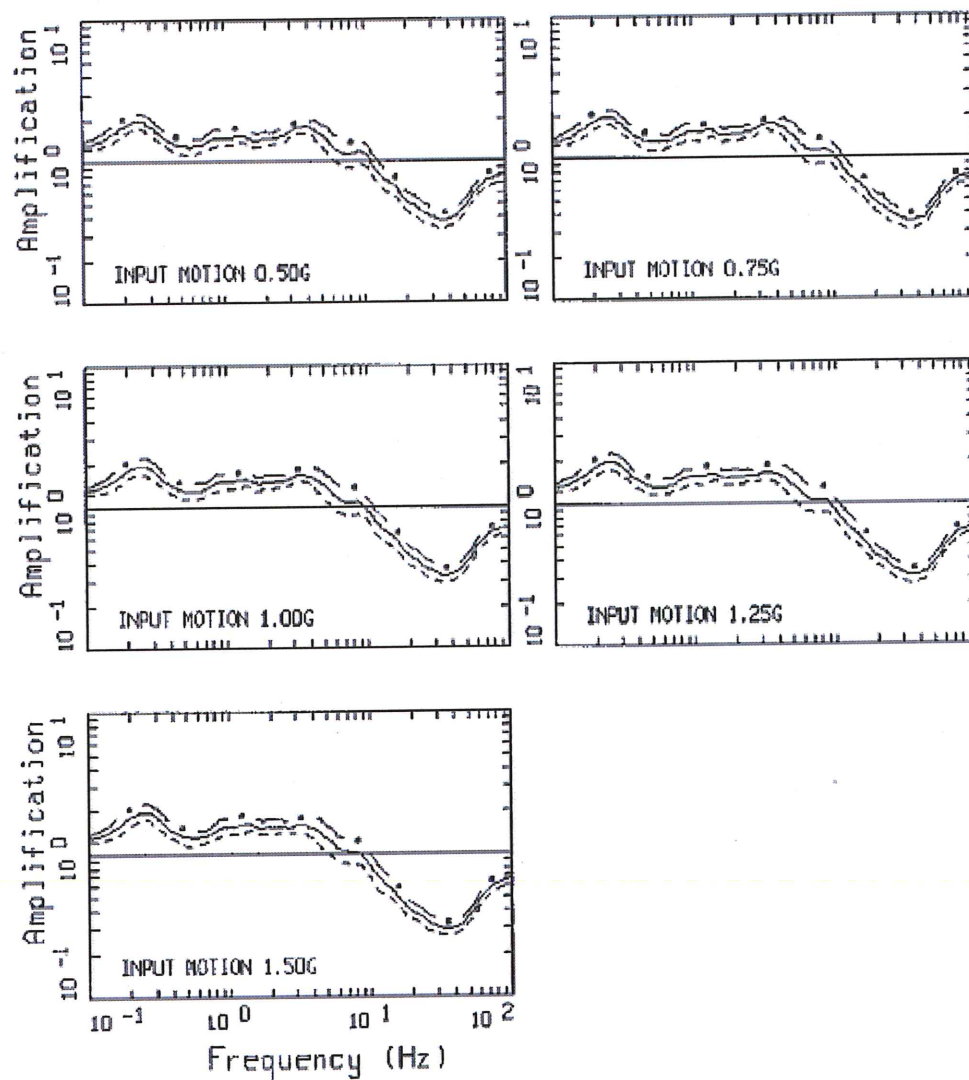 Amplification
10 1
10 0
10 -1
INPUT MOTION 0.50G
10 1
10 0
10 -1
INPUT MOTION 0.75G
Amplification
10 1
10 0
10 -1
INPUT MOTION 1.00G
10 1
10 0
10 -1
INPUT MOTION 1.25G
Amplification
10 1
10 0
10 -1
INPUT MOTION 1.50G
10 -1
10 0
10 1
10 2
Frequency (Hz)